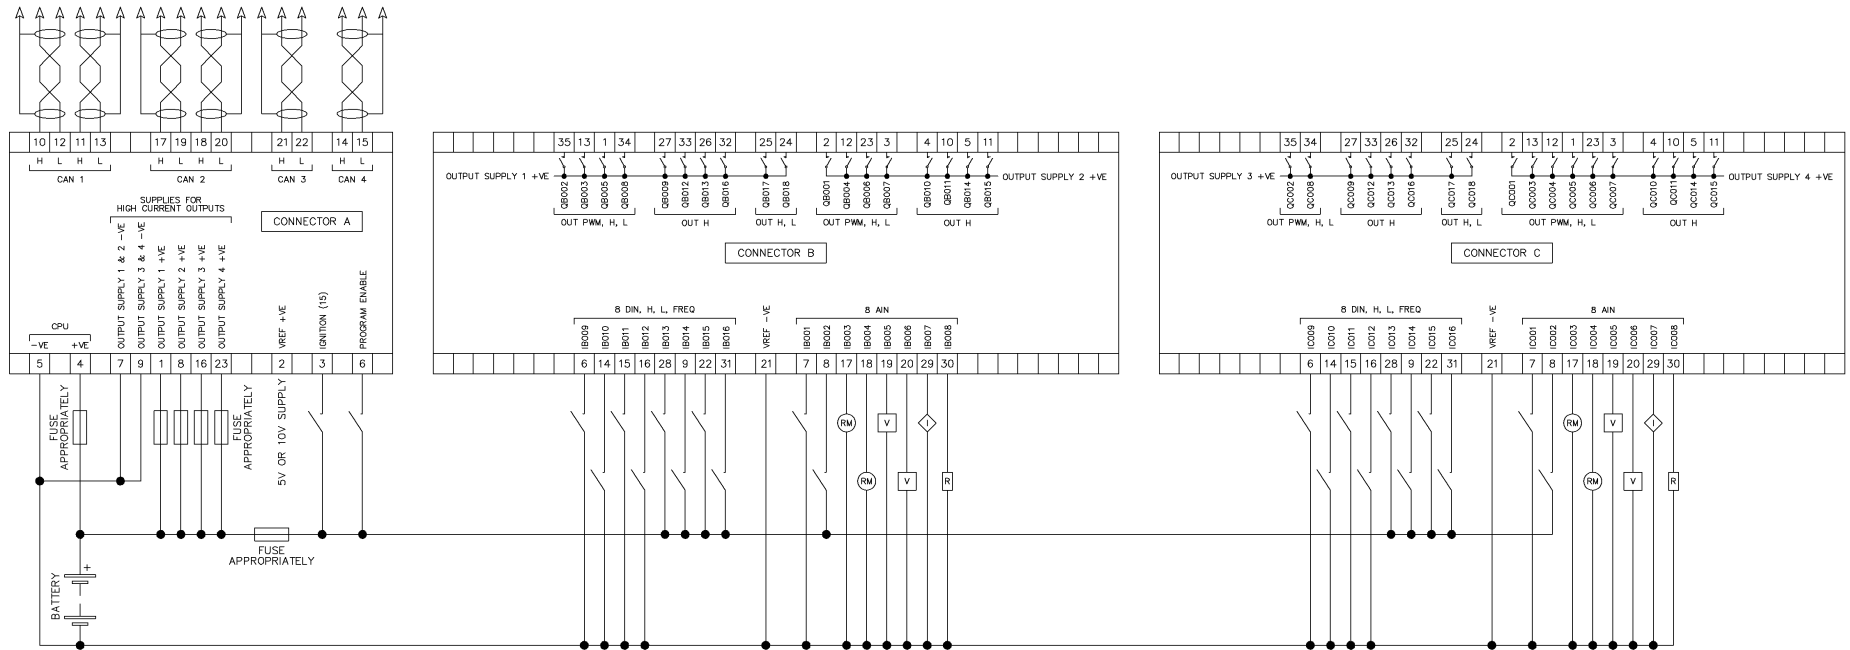 10 12 11 13 17 19 18 20 21 22 14 15
H L H L H L H L H L H L
CAN 1 CAN 2 CAN 3 CAN 4
SUPPLIES FOR
HIGH CURRENT OUTPUTS
CONNECTOR A
OUTPUT SUPPLY 1 & 2 -VE
OUTPUT SUPPLY 3 & 4 -VE
OUTPUT SUPPLY 1 +VE
OUTPUT SUPPLY 2 +VE
OUTPUT SUPPLY 3 +VE
OUTPUT SUPPLY 4 +VE
VREF +VE
IGNITION (15)
PROGRAM ENABLE
CPU
-VE +VE
5 4 7 9 1 8 16 23 2 3 6
FUSE
APPROPRIATELY
FUSE
APPROPRIATELY
5V OR 10V SUPPLY
FUSE
APPROPRIATELY
+
BATTERY
35 13 1 34 27 33 26 32 25 24 2 12 23 3 4 10 5 11
OUTPUT SUPPLY 1 +VE OUTPUT SUPPLY 2 +VE
QB002 QB003 QB005 QB008 QB009 QB012 QB013 QB016 QB017 QB018 QB001 QB004 QB006 QB007 QB010 QB011 QB014 QB015
OUT PWM, H, L OUT H OUT H, L OUT PWM, H, L OUT H
CONNECTOR B
8 DIN, H, L, FREQ 8 AIN
IB009 IB010 IB011 IB012 IB013 IB014 IB015 IB016 VREF -VE IB001 IB002 IB003 IB004 IB005 IB006 IB007 IB008
6 14 15 16 28 9 22 31 21 7 8 17 18 19 20 29 30
RM V I
RM V R
35 34 27 33 26 32 25 24 2 13 12 1 23 3 4 10 5 11
OUTPUT SUPPLY 3 +VE OUTPUT SUPPLY 4 +VE
QC002 QC008 QC009 QC012 QC013 QC016 QC017 QC018 QC001 QC003 QC004 QC005 QC006 QC007 QC010 QC011 QC014 QC015
OUT PWM, H, L OUT H OUT H, L OUT PWM, H, L OUT H
CONNECTOR C
8 DIN, H, L, FREQ 8 AIN
IC009 IC010 IC011 IC012 IC013 IC014 IC015 IC016 VREF -VE IC001 IC002 IC003 IC004 IC005 IC006 IC007 IC008
6 14 15 16 28 9 22 31 21 7 8 17 18 19 20 29 30
RM V I
RM V R